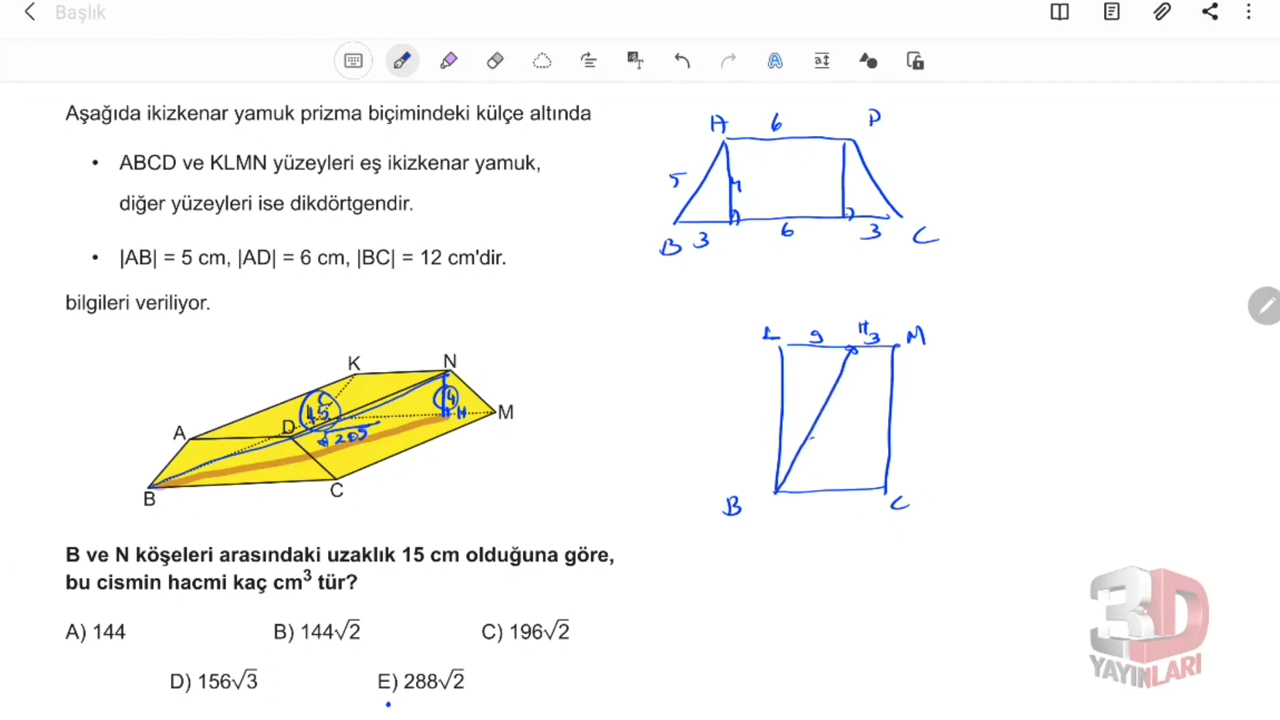 Başlık
Aşağıda ikizkenar yamuk prizma biçimindeki külçe altında
• ABCD ve KLMN yüzeyleri eş ikizkenar yamuk,
diğer yüzeyleri ise dikdörtgendir.
• |AB| = 5 cm, |AD| = 6 cm, |BC| = 12 cm'dir.
bilgileri veriliyor.
A 6 D
5 4
B 3 6 3 C
K N
15 4
A D H M
√205
B C
L 9 H 3 M
B C
B ve N köşeleri arasındaki uzaklık 15 cm olduğuna göre,
bu cismin hacmi kaç cm³ tür?
A) 144 B) 144√2 C) 196√2
D) 156√3 E) 288√2
3D
YAYINLARI